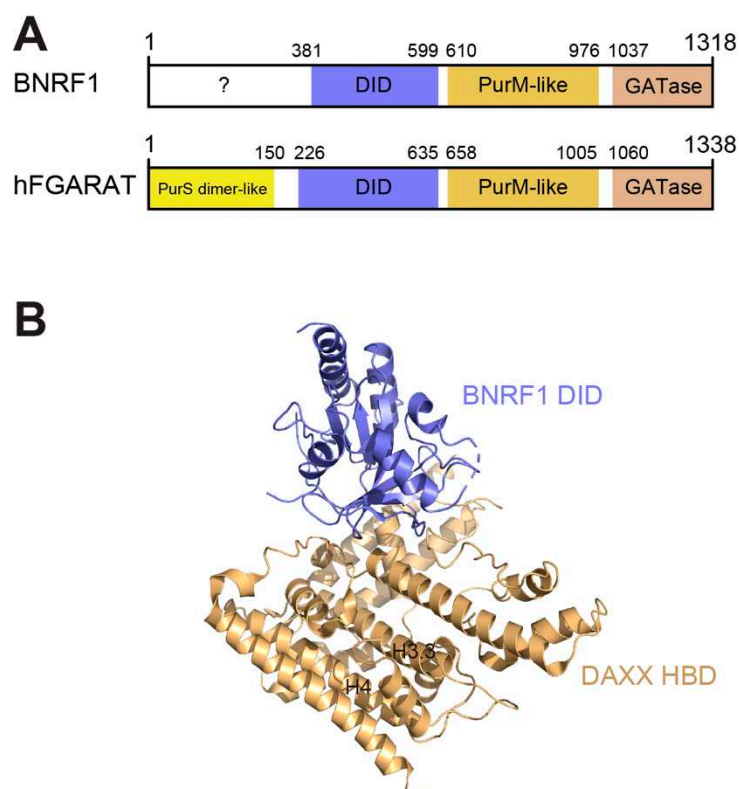 A
1 381 599 610 976 1037 1318
BNRF1 ? DID PurM-like GATase
1 150 226 635 658 1005 1060 1338
hFGARAT PurS dimer-like DID PurM-like GATase
B
BNRF1 DID
H3.3
H4
DAXX HBD